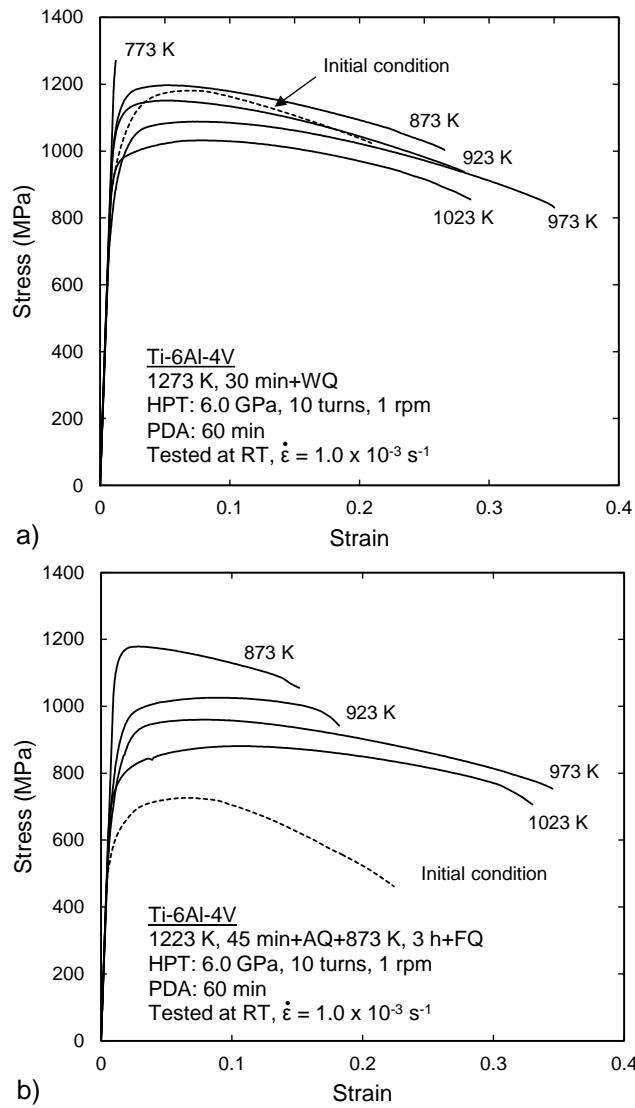 1400
773 K
1200
Initial condition
873 K
1000
923 K
1023 K
973 K
800
Stress (MPa)
600
400
200
0
Ti-6Al-4V
1273 K, 30 min+WQ
HPT: 6.0 GPa, 10 turns, 1 rpm
PDA: 60 min
Tested at RT, ε̇ = 1.0 x 10⁻³ s⁻¹
0 0.1 0.2 0.3 0.4
Strain
a)
1400
1200
873 K
1000
923 K
973 K
800
1023 K
Stress (MPa)
600
Initial condition
400
200
0
Ti-6Al-4V
1223 K, 45 min+AQ+873 K, 3 h+FQ
HPT: 6.0 GPa, 10 turns, 1 rpm
PDA: 60 min
Tested at RT, ε̇ = 1.0 x 10⁻³ s⁻¹
0 0.1 0.2 0.3 0.4
Strain
b)